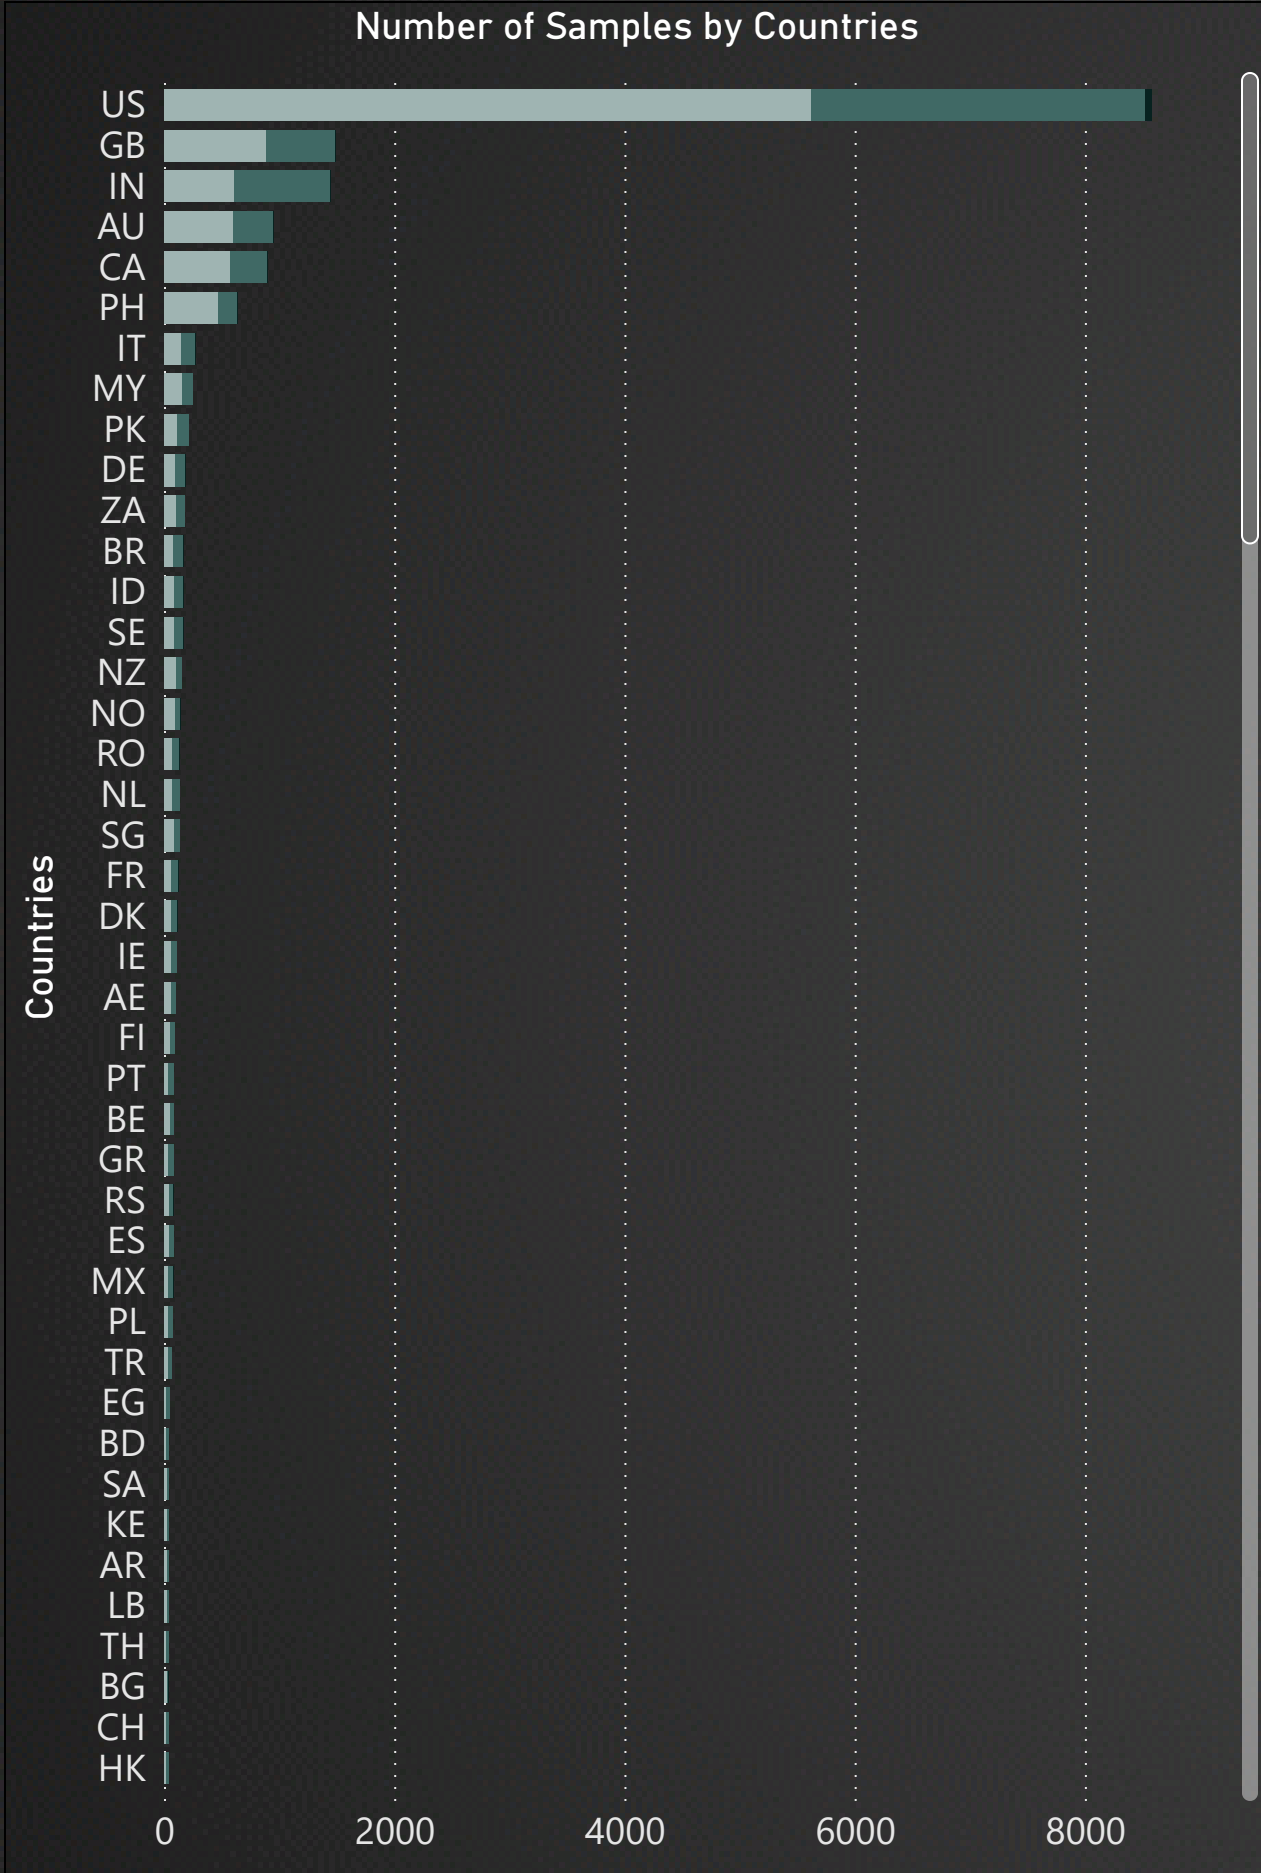 Number of Samples by Countries
US
GB
IN
AU
CA
PH
IT
MY
PK
DE
ZA
BR
ID
SE
NZ
NO
RO
NL
SG
FR
DK
IE
AE
FI
PT
BE
GR
RS
ES
MX
PL
TR
EG
BD
SA
KE
AR
LB
TH
BG
CH
HK
Countries
0 2000 4000 6000 8000